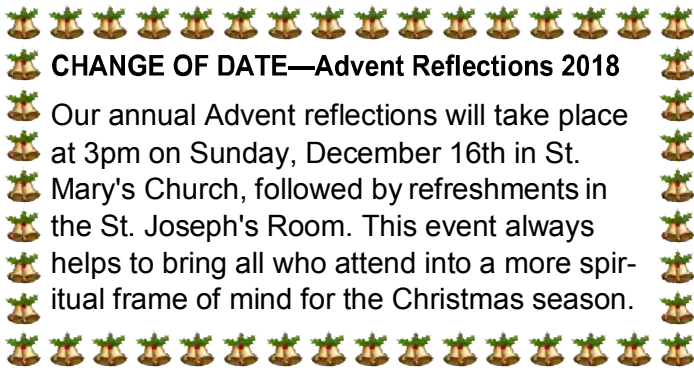 CHANGE OF DATE—Advent Reflections 2018
Our annual Advent reflections will take place
at 3pm on Sunday, December 16th in St.
Mary's Church, followed by refreshments in
the St. Joseph's Room. This event always
helps to bring all who attend into a more spir-
itual frame of mind for the Christmas season.